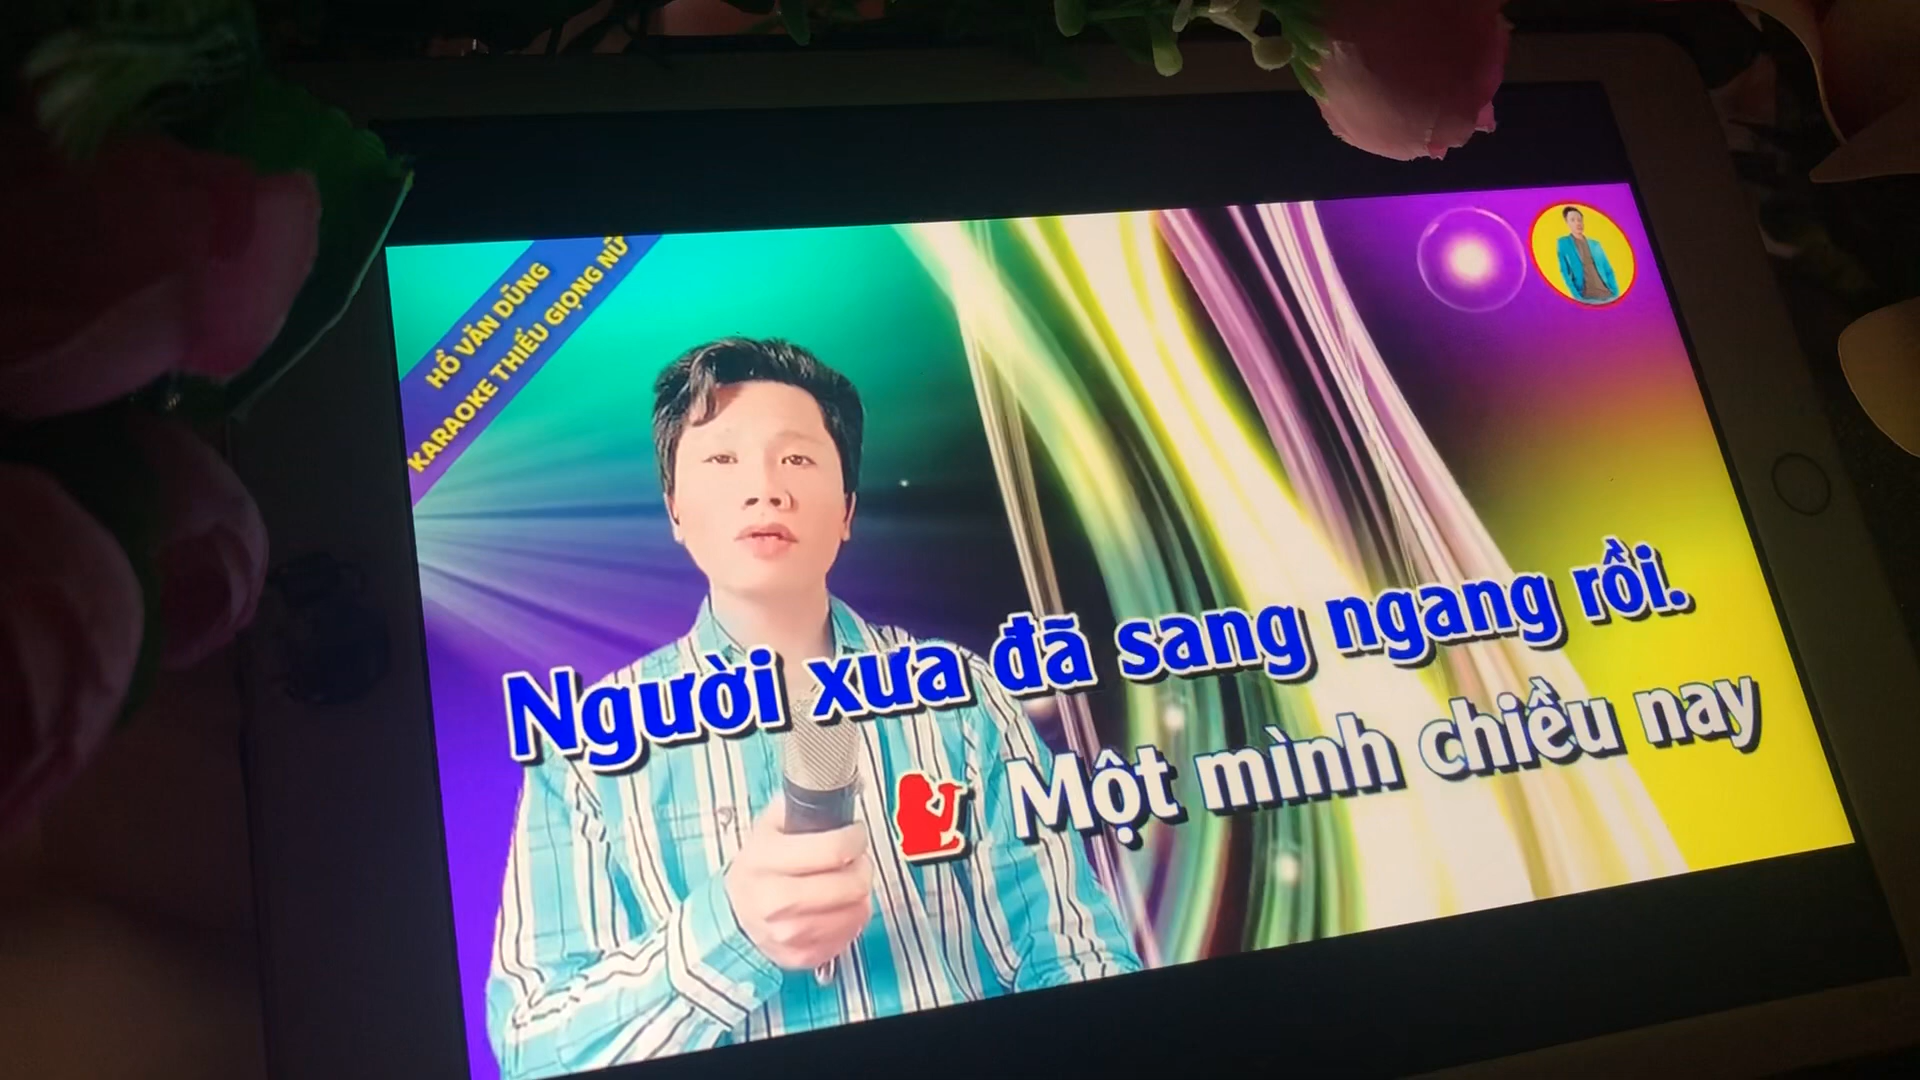 HỒ VĂN DŨNG
KARAOKE THIẾU GIỌNG NỮ
Người xưa đã sang ngang rồi.
Một mình chiều nay